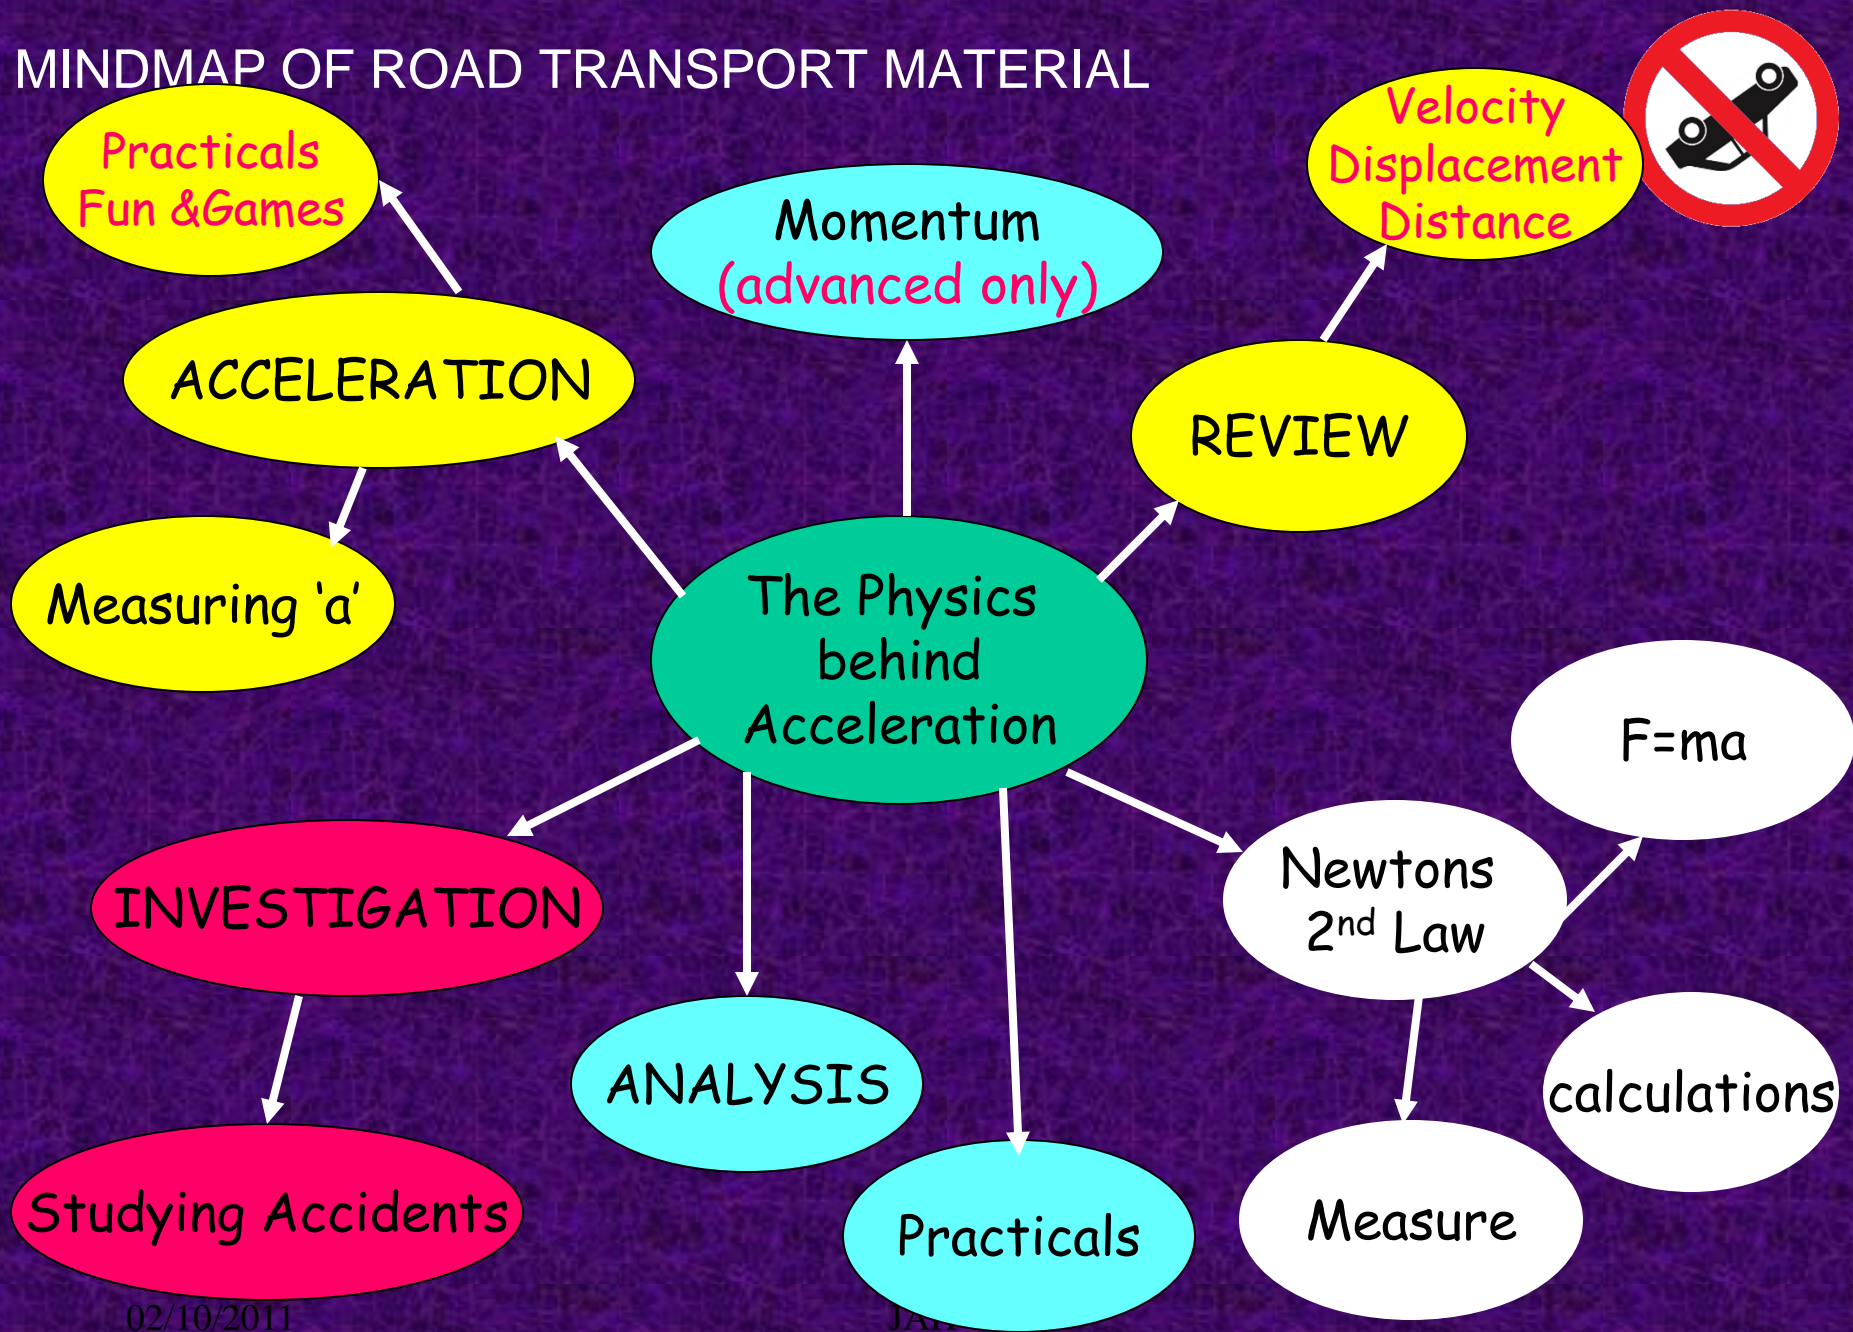 MINDMAP OF ROAD TRANSPORT MATERIAL
Practicals
Fun &Games
Velocity
Displacement
Distance
Momentum
(advanced only)
ACCELERATION
REVIEW
Measuring ‘a’
The Physics
behind
Acceleration
F=ma
Newtons
2nd Law
INVESTIGATION
ANALYSIS
calculations
Studying Accidents
Practicals
Measure
02/10/2011